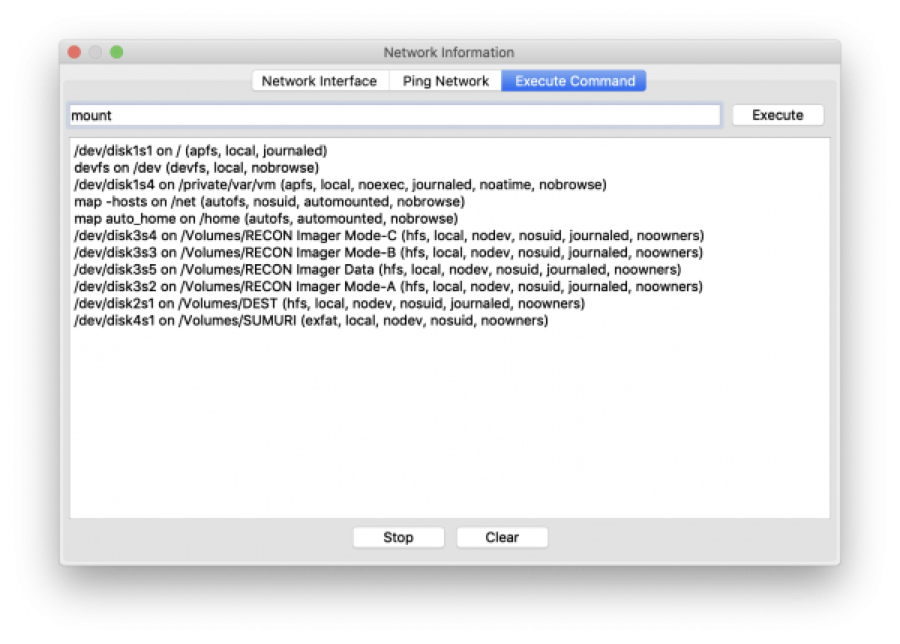 Network Information
Network Interface Ping Network Execute Command
mount Execute
/dev/disk1s1 on / (apfs, local, journaled)
devfs on /dev (devfs, local, nobrowse)
/dev/disk1s4 on /private/var/vm (apfs, local, noexec, journaled, noatime, nobrowse)
map -hosts on /net (autofs, nosuid, automounted, nobrowse)
map auto_home on /home (autofs, automounted, nobrowse)
/dev/disk3s4 on /Volumes/RECON Imager Mode-C (hfs, local, nodev, nosuid, journaled, noowners)
/dev/disk3s3 on /Volumes/RECON Imager Mode-B (hfs, local, nodev, nosuid, journaled, noowners)
/dev/disk3s5 on /Volumes/RECON Imager Data (hfs, local, nodev, nosuid, journaled, noowners)
/dev/disk3s2 on /Volumes/RECON Imager Mode-A (hfs, local, nodev, nosuid, journaled, noowners)
/dev/disk2s1 on /Volumes/DEST (hfs, local, nodev, nosuid, journaled, noowners)
/dev/disk4s1 on /Volumes/SUMURI (exfat, local, nodev, nosuid, noowners)
Stop Clear